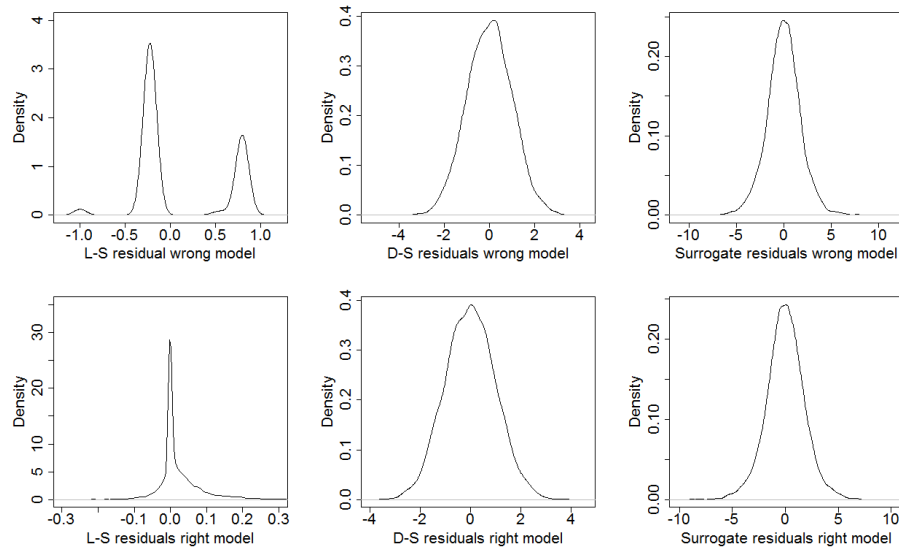 Density
0 1 2 3 4
-1.0 -0.5 0.0 0.5 1.0
L-S residual wrong model
Density
0.0 0.1 0.2 0.3 0.4
-4 -2 0 2 4
D-S residuals wrong model
Density
0.00 0.10 0.20
-10 -5 0 5 10
Surrogate residuals wrong model
Density
0 5 10 20 30
-0.3 -0.1 0.0 0.1 0.2 0.3
L-S residuals right model
Density
0.0 0.1 0.2 0.3 0.4
-4 -2 0 2 4
D-S residuals right model
Density
0.00 0.10 0.20
-10 -5 0 5 10
Surrogate residuals right model